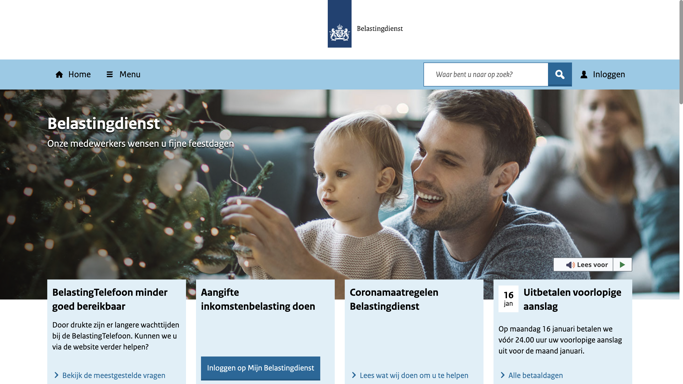 Belastingdienst
Home
Menu
Waar bent u naar op zoek?
Inloggen
Belastingdienst
Onze medewerkers wensen u fijne feestdagen
Lees voor
BelastingTelefoon minder
goed bereikbaar
Door drukte zijn er langere wachttijden
bij de BelastingTelefoon. Kunnen we u
via de website verder helpen?
Bekijk de meestgestelde vragen
Aangifte
inkomstenbelasting doen
Inloggen op Mijn Belastingdienst
Coronamaatregelen
Belastingdienst
Lees wat wij doen om u te helpen
16
jan
Uitbetalen voorlopige
aanslag
Op maandag 16 januari betalen we
vóór 24.00 uur uw voorlopige aanslag
uit voor de maand januari.
Alle betaaldagen